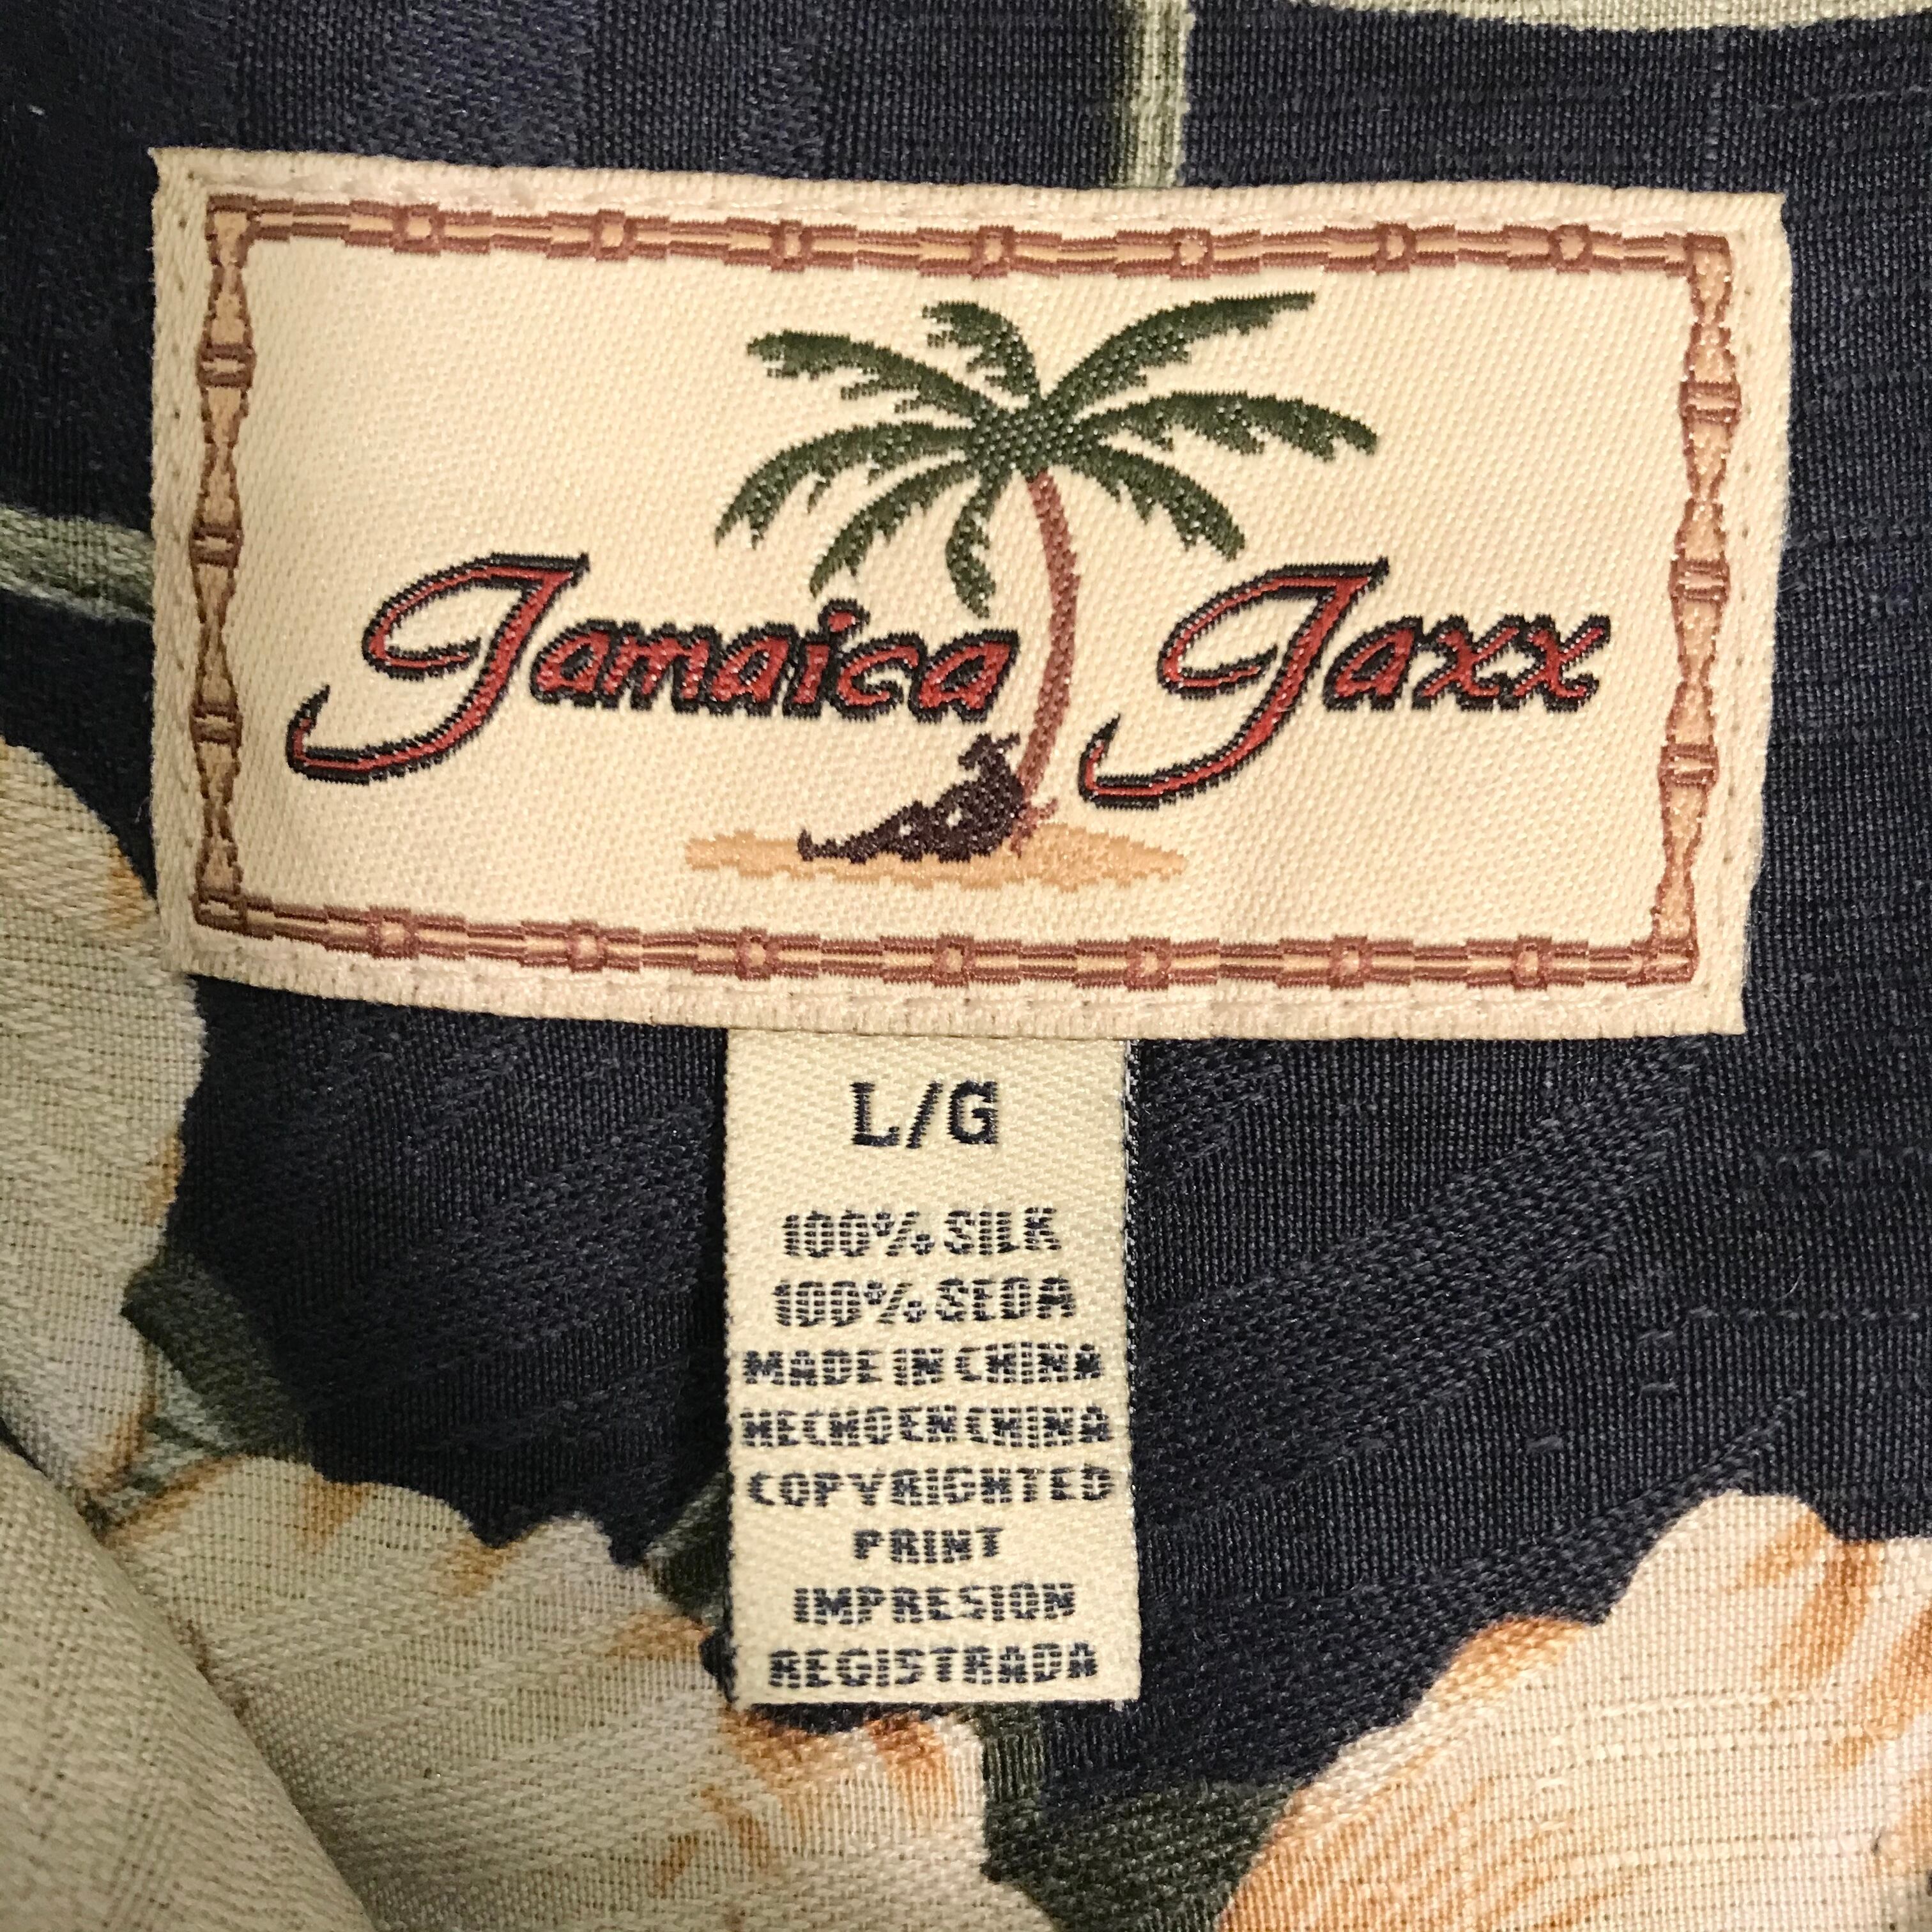 Jamaica Jaxx
L/G
100% SILK
100% SEDA
MADE IN CHINA
HECHO EN CHINA
COPYRIGHTED
PRINT
IMPRESION
REGISTRADA